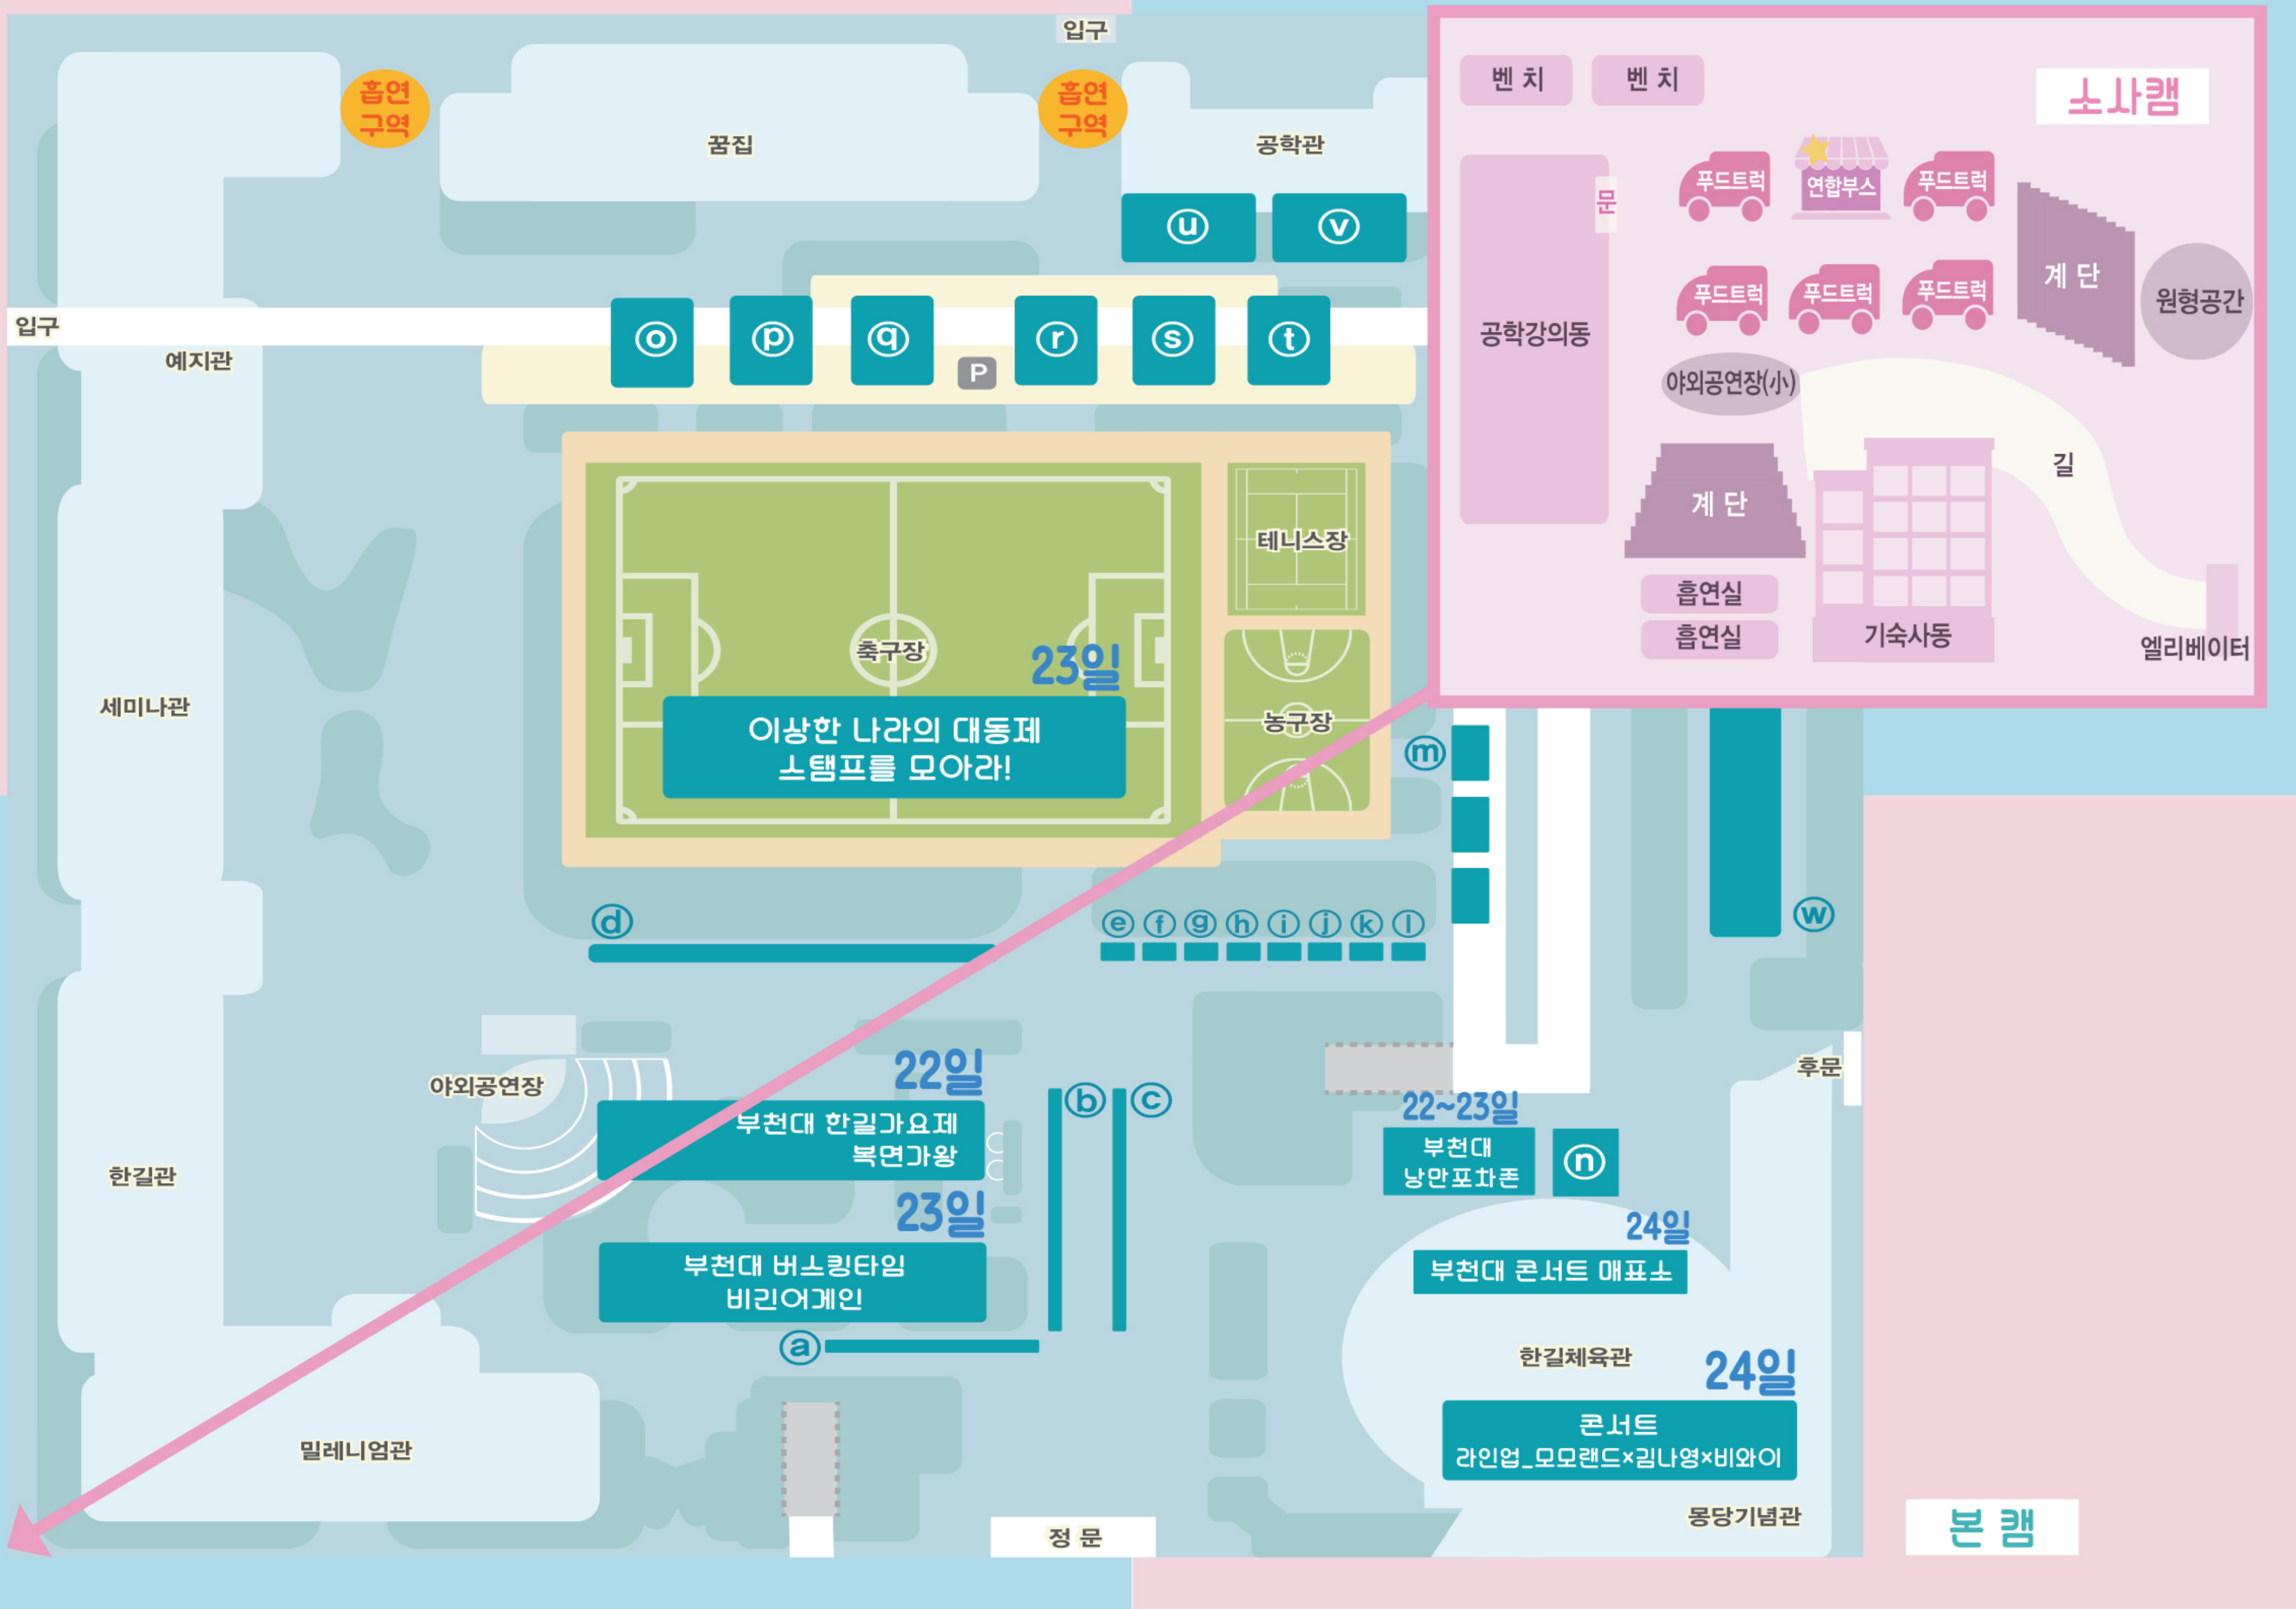 입구
흡연
구역
꿈집
흡연
구역
공학관
ⓤ
ⓥ
입구
예지관
ⓞ
ⓟ
ⓠ
P
ⓡ
ⓢ
ⓣ
축구장
테니스장
농구장
23일
이상한 나라의 대동제
스탬프를 모아라!
세미나관
ⓜ
ⓦ
ⓓ
ⓔ
ⓕ
ⓖ
ⓗ
ⓘ
ⓙ
ⓚ
ⓛ
야외공연장
22일
부천대 한길가요제
복면가왕
23일
부천대 버스킹타임
비긴어게인
ⓐ
ⓑ
ⓒ
한길관
밀레니엄관
정 문
후문
22~23일
부천대
낭만포차존
ⓝ
24일
부천대 콘서트 매표소
한길체육관
24일
콘서트
라인업_모모랜드×김나영×비와이
몽당기념관
본 캠
소사캠
벤 치
벤 치
문
공학강의동
푸드트럭
연합부스
푸드트럭
푸드트럭
푸드트럭
푸드트럭
계 단
원형공간
야외공연장(小)
계 단
길
흡연실
흡연실
기숙사동
엘리베이터